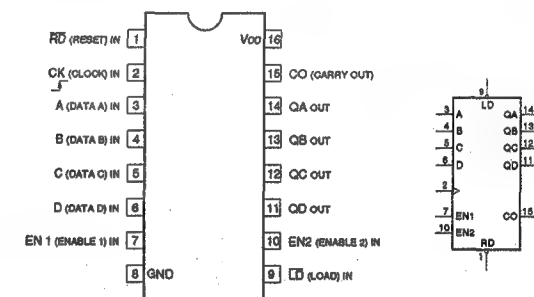 R̅D̅ (RESET) IN 1
16 VDD
CK (CLOCK) IN 2
15 CO (CARRY OUT)
A (DATA A) IN 3
14 QA OUT
B (DATA B) IN 4
13 QB OUT
C (DATA C) IN 5
12 QC OUT
D (DATA D) IN 6
11 QD OUT
EN 1 (ENABLE 1) IN 7
10 EN2 (ENABLE 2) IN
8 GND
9 L̅D̅ (LOAD) IN
9
LD
3 A QA 14
4 B QB 13
5 C QC 12
6 D QD 11
2
7 EN1 CO 15
10 EN2
RD
1